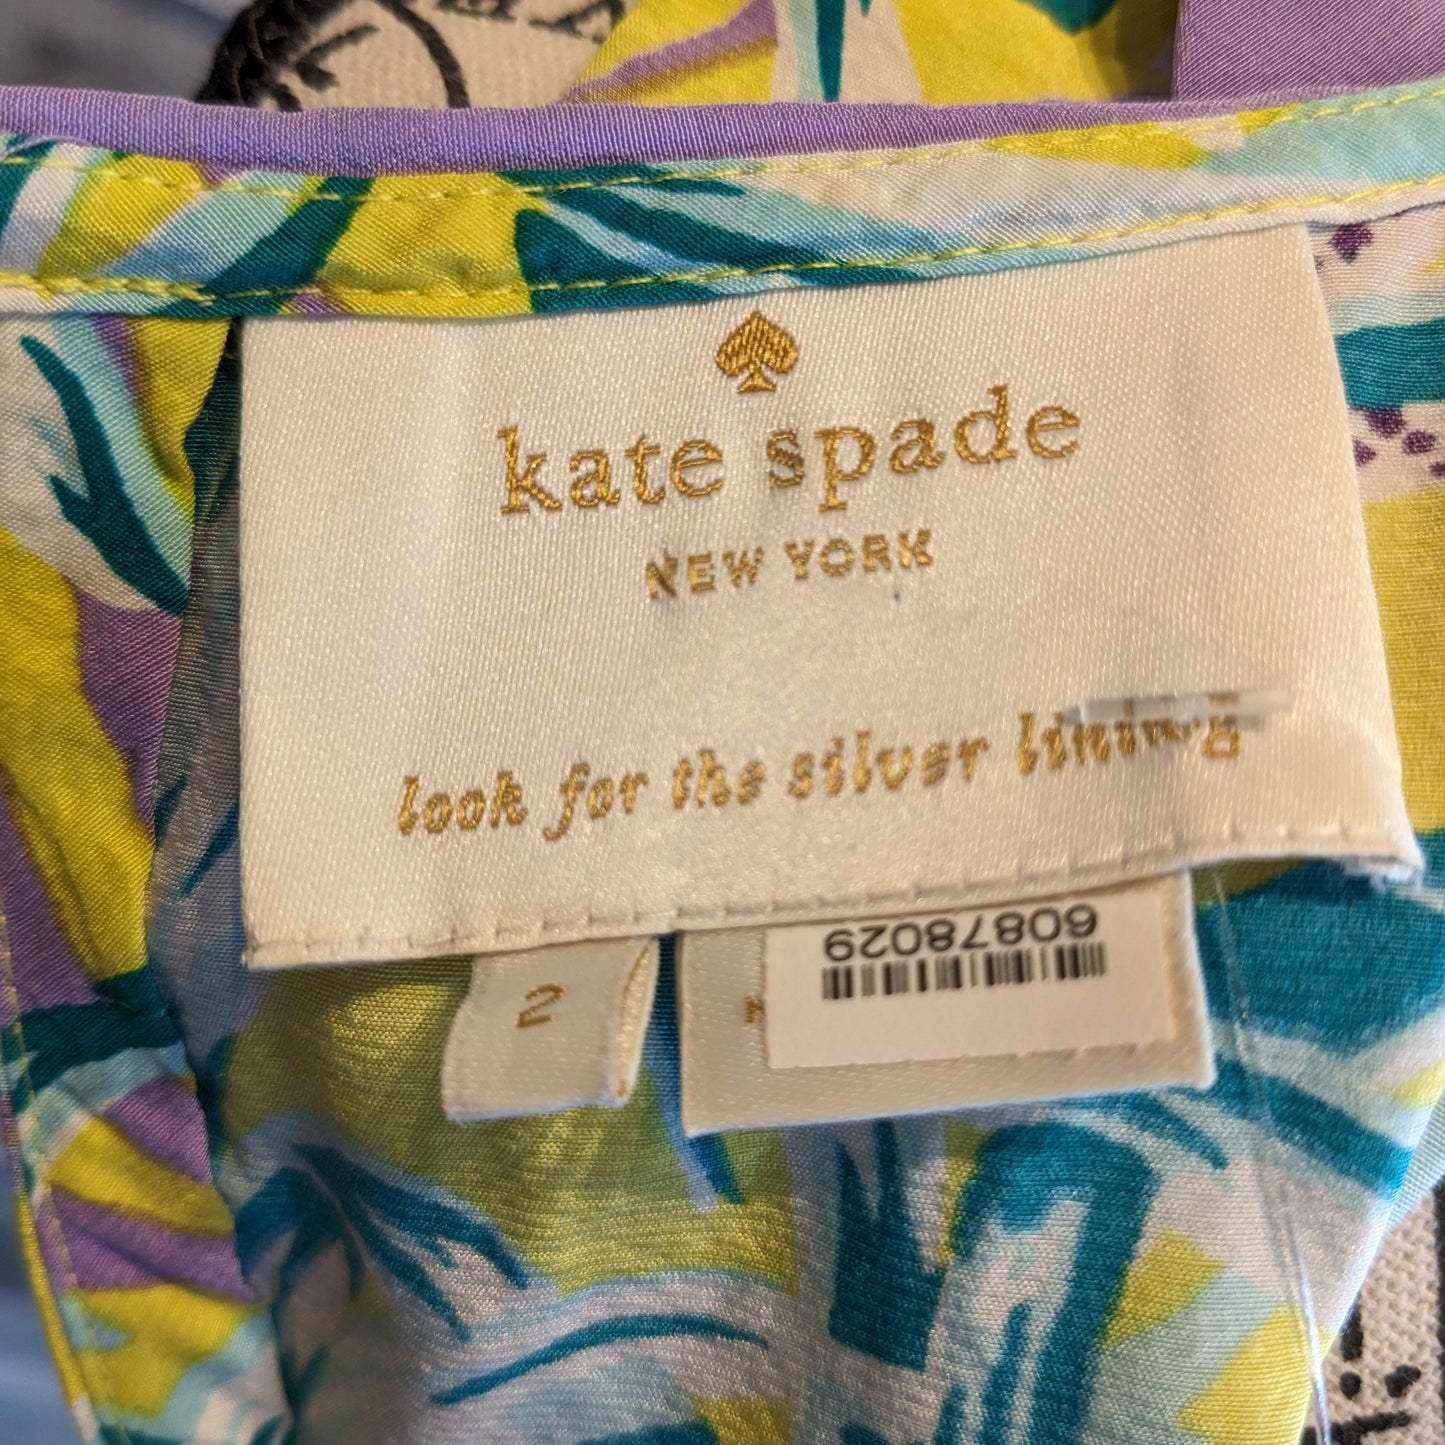 kate spade
NEW YORK
look for the silver lining
2
60878029